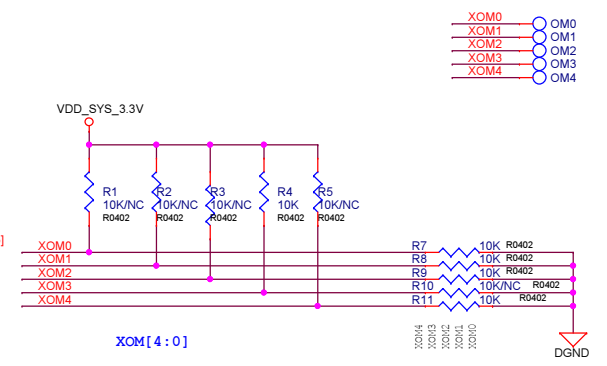 XOM0 OM0
XOM1 OM1
XOM2 OM2
XOM3 OM3
XOM4 OM4
VDD_SYS_3.3V
R1 R2 R3 R4 R5
10K/NC 10K/NC 10K/NC 10K 10K/NC
R0402 R0402 R0402 R0402 R0402
]
XOM0 R7 10K R0402
XOM1 R8 10K R0402
XOM2 R9 10K R0402
XOM3 R10 10K/NC R0402
XOM4 R11 10K R0402
XOM4
XOM3
XOM2
XOM1
XOM0
XOM[4:0]
DGND